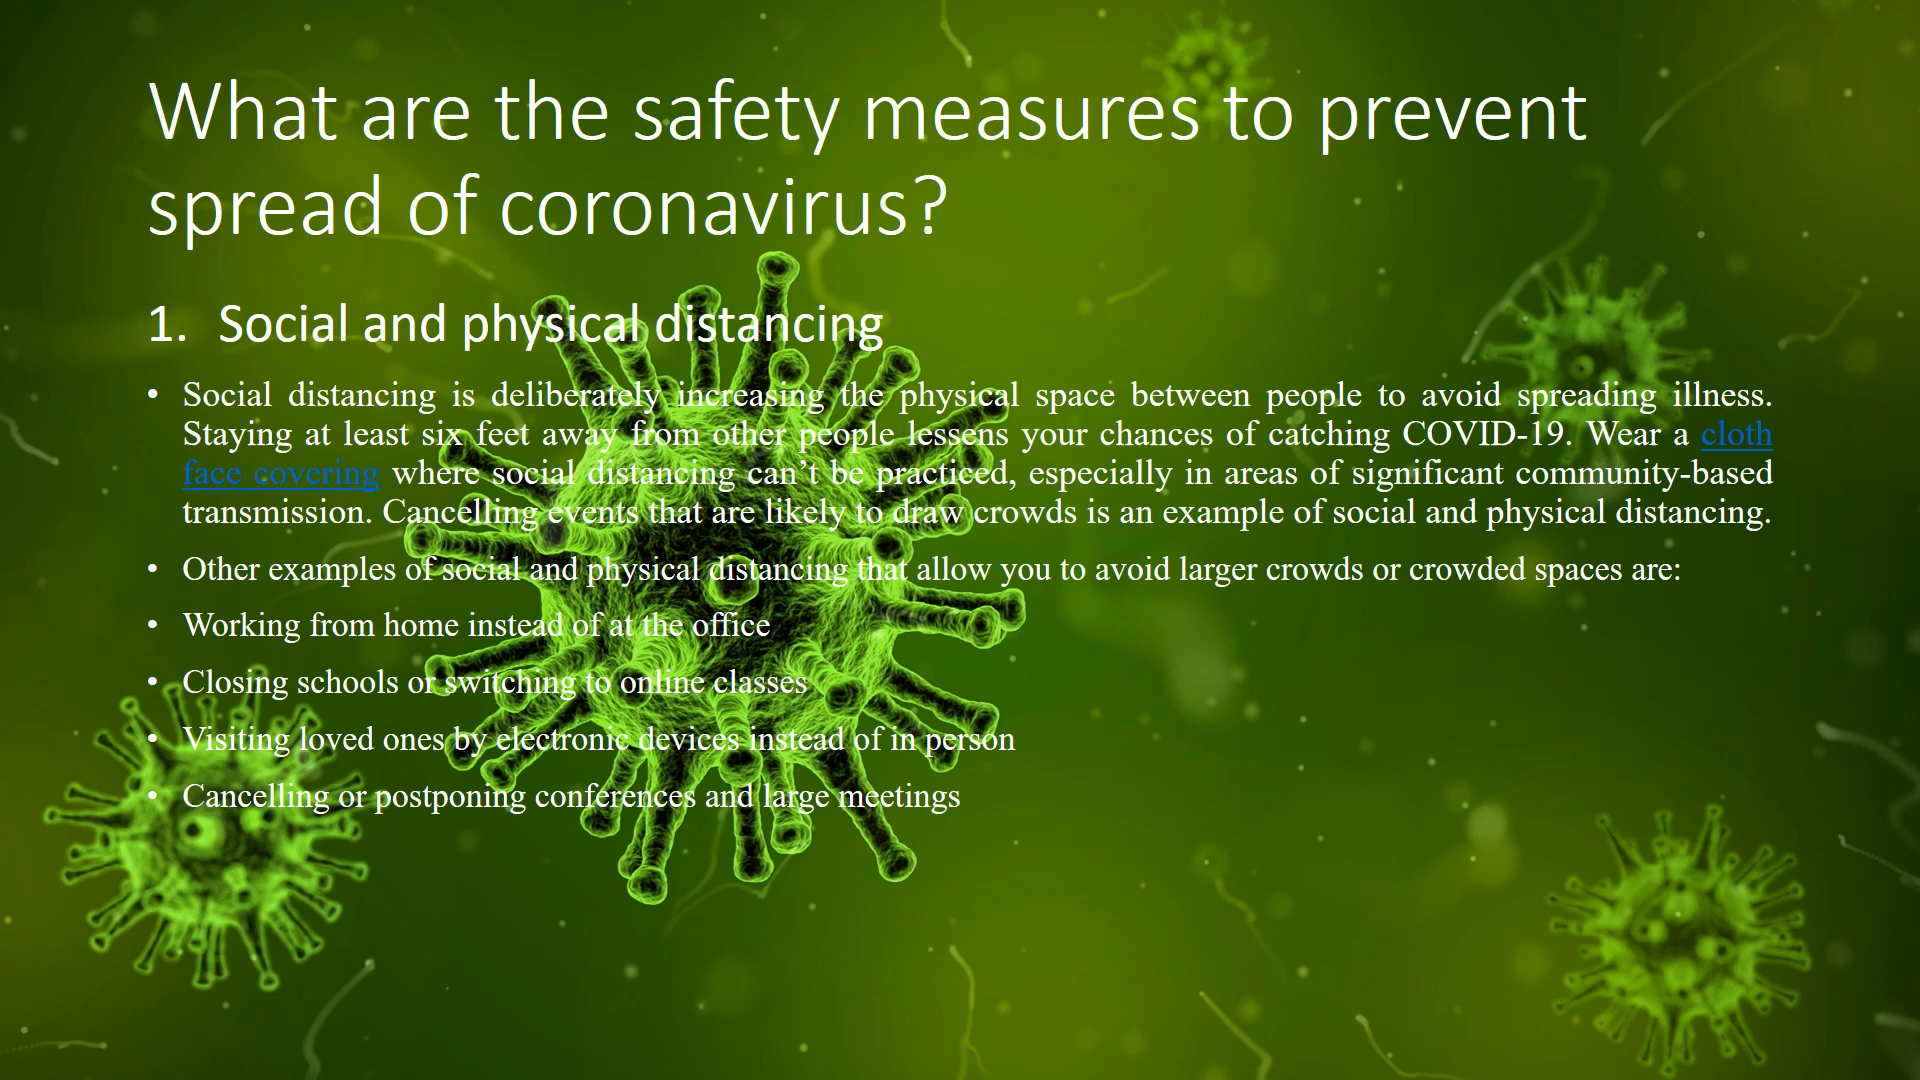 What are the safety measures to prevent
spread of coronavirus?
1. Social and physical distancing
• Social distancing is deliberately increasing the physical space between people to avoid spreading illness.
Staying at least six feet away from other people lessens your chances of catching COVID-19. Wear a cloth
face covering where social distancing can’t be practiced, especially in areas of significant community-based
transmission. Cancelling events that are likely to draw crowds is an example of social and physical distancing.
• Other examples of social and physical distancing that allow you to avoid larger crowds or crowded spaces are:
• Working from home instead of at the office
• Closing schools or switching to online classes
• Visiting loved ones by electronic devices instead of in person
• Cancelling or postponing conferences and large meetings